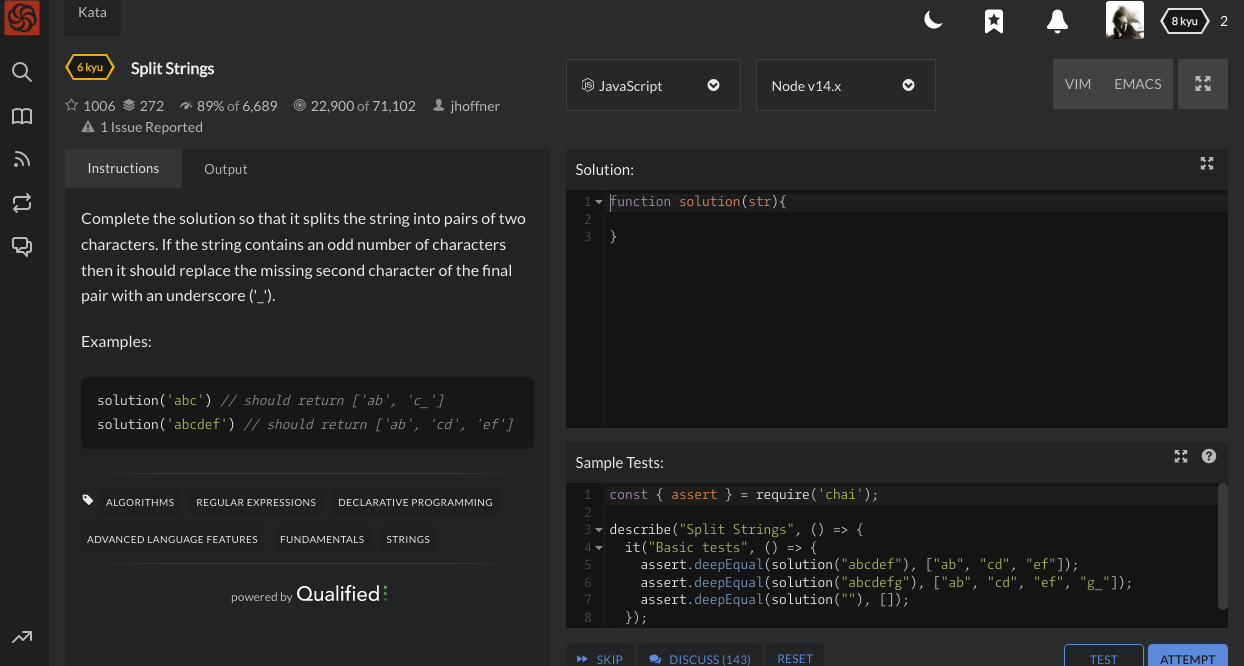 Kata
8 kyu 2
6 kyu Split Strings
1006 272 89% of 6,689 22,900 of 71,102 jhoffner
1 Issue Reported
JavaScript Node v14.x VIM EMACS
Instructions Output
Complete the solution so that it splits the string into pairs of two
characters. If the string contains an odd number of characters
then it should replace the missing second character of the final
pair with an underscore ('_').
Examples:
solution('abc') // should return ['ab', 'c_']
solution('abcdef') // should return ['ab', 'cd', 'ef']
ALGORITHMS REGULAR EXPRESSIONS DECLARATIVE PROGRAMMING
ADVANCED LANGUAGE FEATURES FUNDAMENTALS STRINGS
powered by Qualified
Solution:
1 function solution(str){
2
3 }
Sample Tests:
1 const { assert } = require('chai');
2
3 describe("Split Strings", () => {
4 it("Basic tests", () => {
5 assert.deepEqual(solution("abcdef"), ["ab", "cd", "ef"]);
6 assert.deepEqual(solution("abcdefg"), ["ab", "cd", "ef", "g_"]);
7 assert.deepEqual(solution(""), []);
8 });
SKIP DISCUSS (143) RESET TEST ATTEMPT